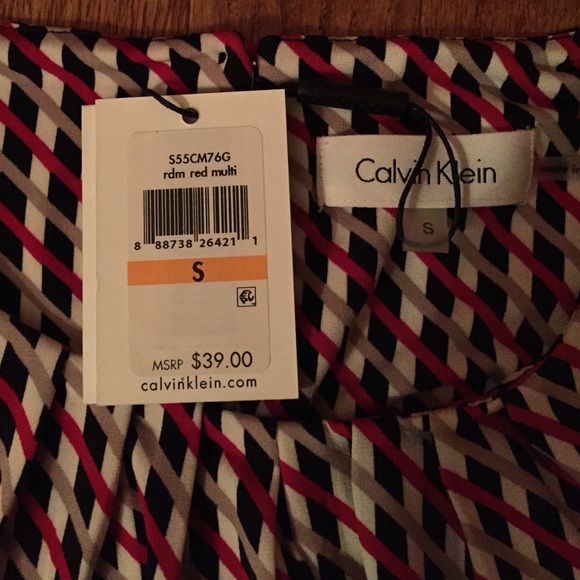 S55CM76G
rdm red multi
8 88738 26421 1
S
MSRP $39.00
calvinklein.com
Calvin Klein
S